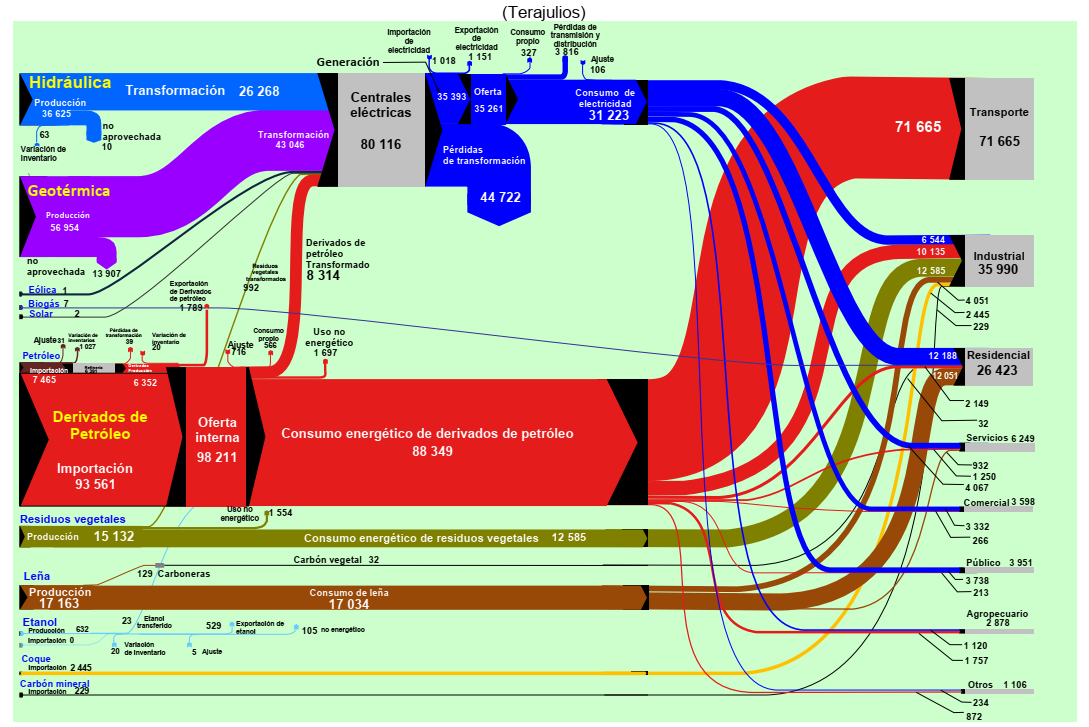 (Terajulios)
Hidráulica
Producción
36 625
Transformación 26 268
no
aprovechada
10
63
Variación de
inventario
Generación
Importación
de
electricidad
1 018
Exportación
de
electricidad
1 151
Consumo
propio
327
Pérdidas de
transmisión y
distribución
3 816
Ajuste
106
Centrales
eléctricas
80 116
35 393
Oferta
35 261
Consumo de
electricidad
31 223
Pérdidas
de transformación
44 722
Transformación
43 046
Geotérmica
Producción
56 954
no
aprovechada
13 907
Eólica 1
Biogás 7
Solar 2
Residuos
vegetales
transformados
992
Derivados de
petróleo
Transformado
8 314
Exportación
de Derivados
de petróleo
1 789
Ajuste 31
Variación de
inventarios
1 027
Pérdidas de
transformación
39
Variación de
inventario
20
Ajuste
716
Consumo
propio
566
Uso no
energético
1 697
Petróleo
Importación
7 465
Refinería
Derivados
Producción
6 352
Derivados de
Petróleo
Importación
93 561
Oferta
interna
98 211
Consumo energético de derivados de petróleo
88 349
Uso no
energético
1 554
Residuos vegetales
Producción 15 132
Consumo energético de residuos vegetales 12 585
Carbón vegetal 32
129 Carboneras
Leña
Producción
17 163
Consumo de leña
17 034
Etanol
Producción 632
Importación 0
23
Etanol
transferido
20
Variación
de Inventario
529
Exportación de
etanol
5 Ajuste
105 no energético
Coque
Importación 2 445
Carbón mineral
Importación 229
71 665
Transporte
71 665
6 544
10 135
12 585
Industrial
35 990
4 051
2 445
229
12 188
12 051
Residencial
26 423
2 149
32
Servicios 6 249
932
1 250
4 067
Comercial 3 598
3 332
266
Público 3 951
3 738
213
Agropecuario
2 878
1 120
1 757
Otros 1 106
234
872